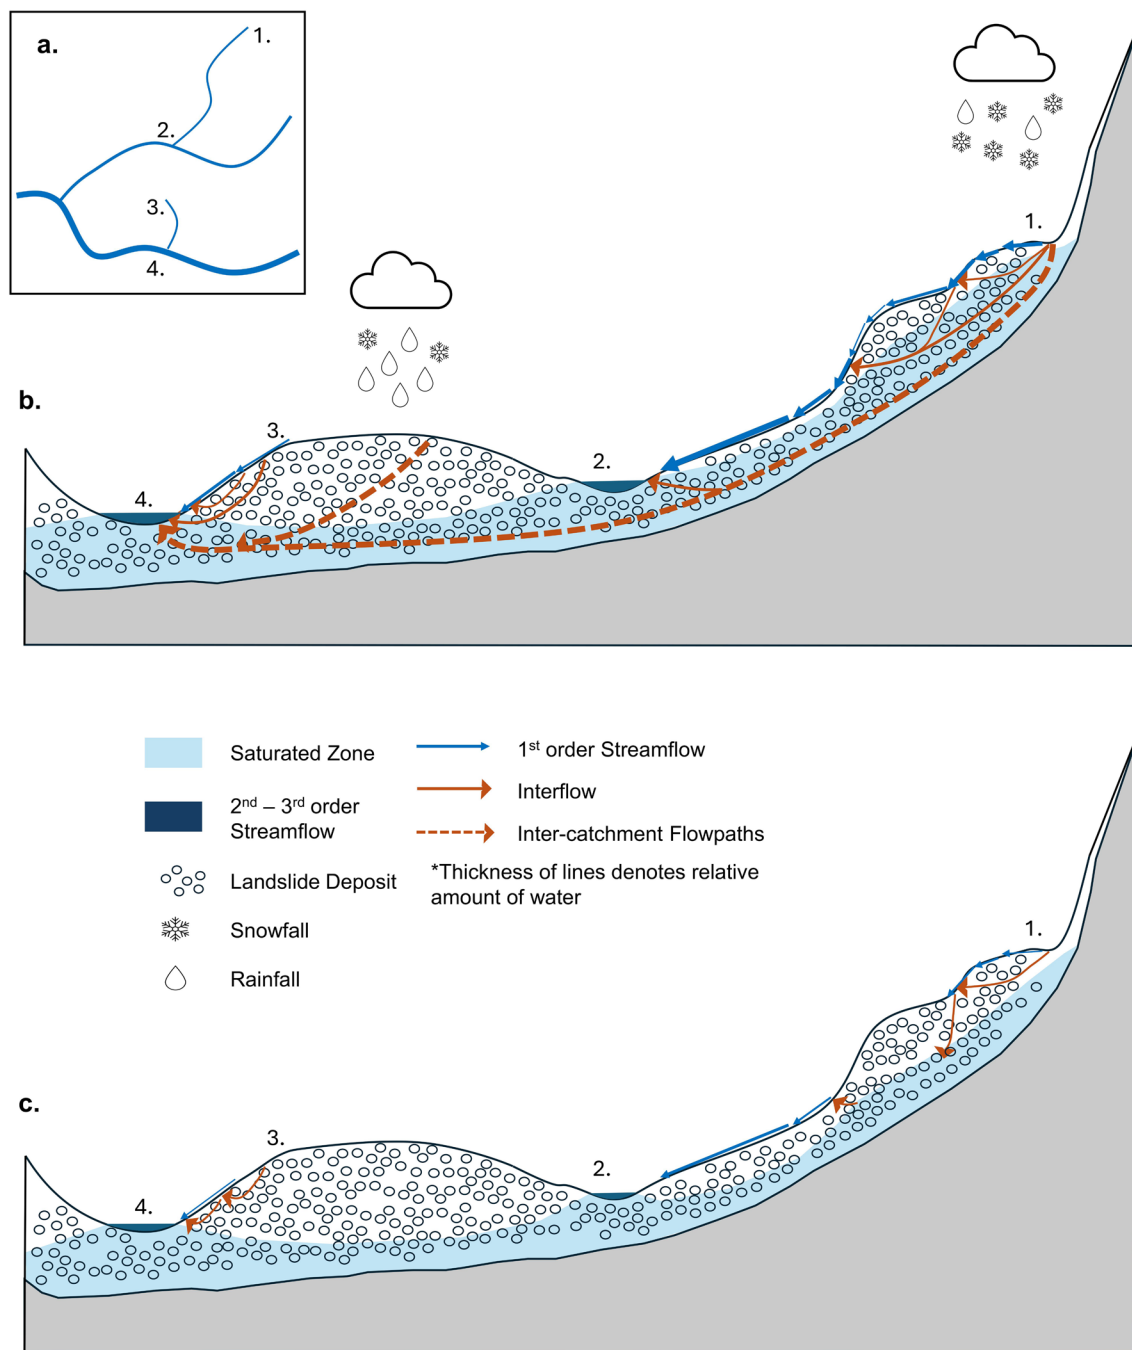 a.
1.
2.
3.
4.
b.
1.
2.
3.
4.
Saturated Zone
2nd – 3rd order
Streamflow
Landslide Deposit
Snowfall
Rainfall
1st order Streamflow
Interflow
Inter-catchment Flowpaths
*Thickness of lines denotes relative
amount of water
c.
1.
2.
3.
4.